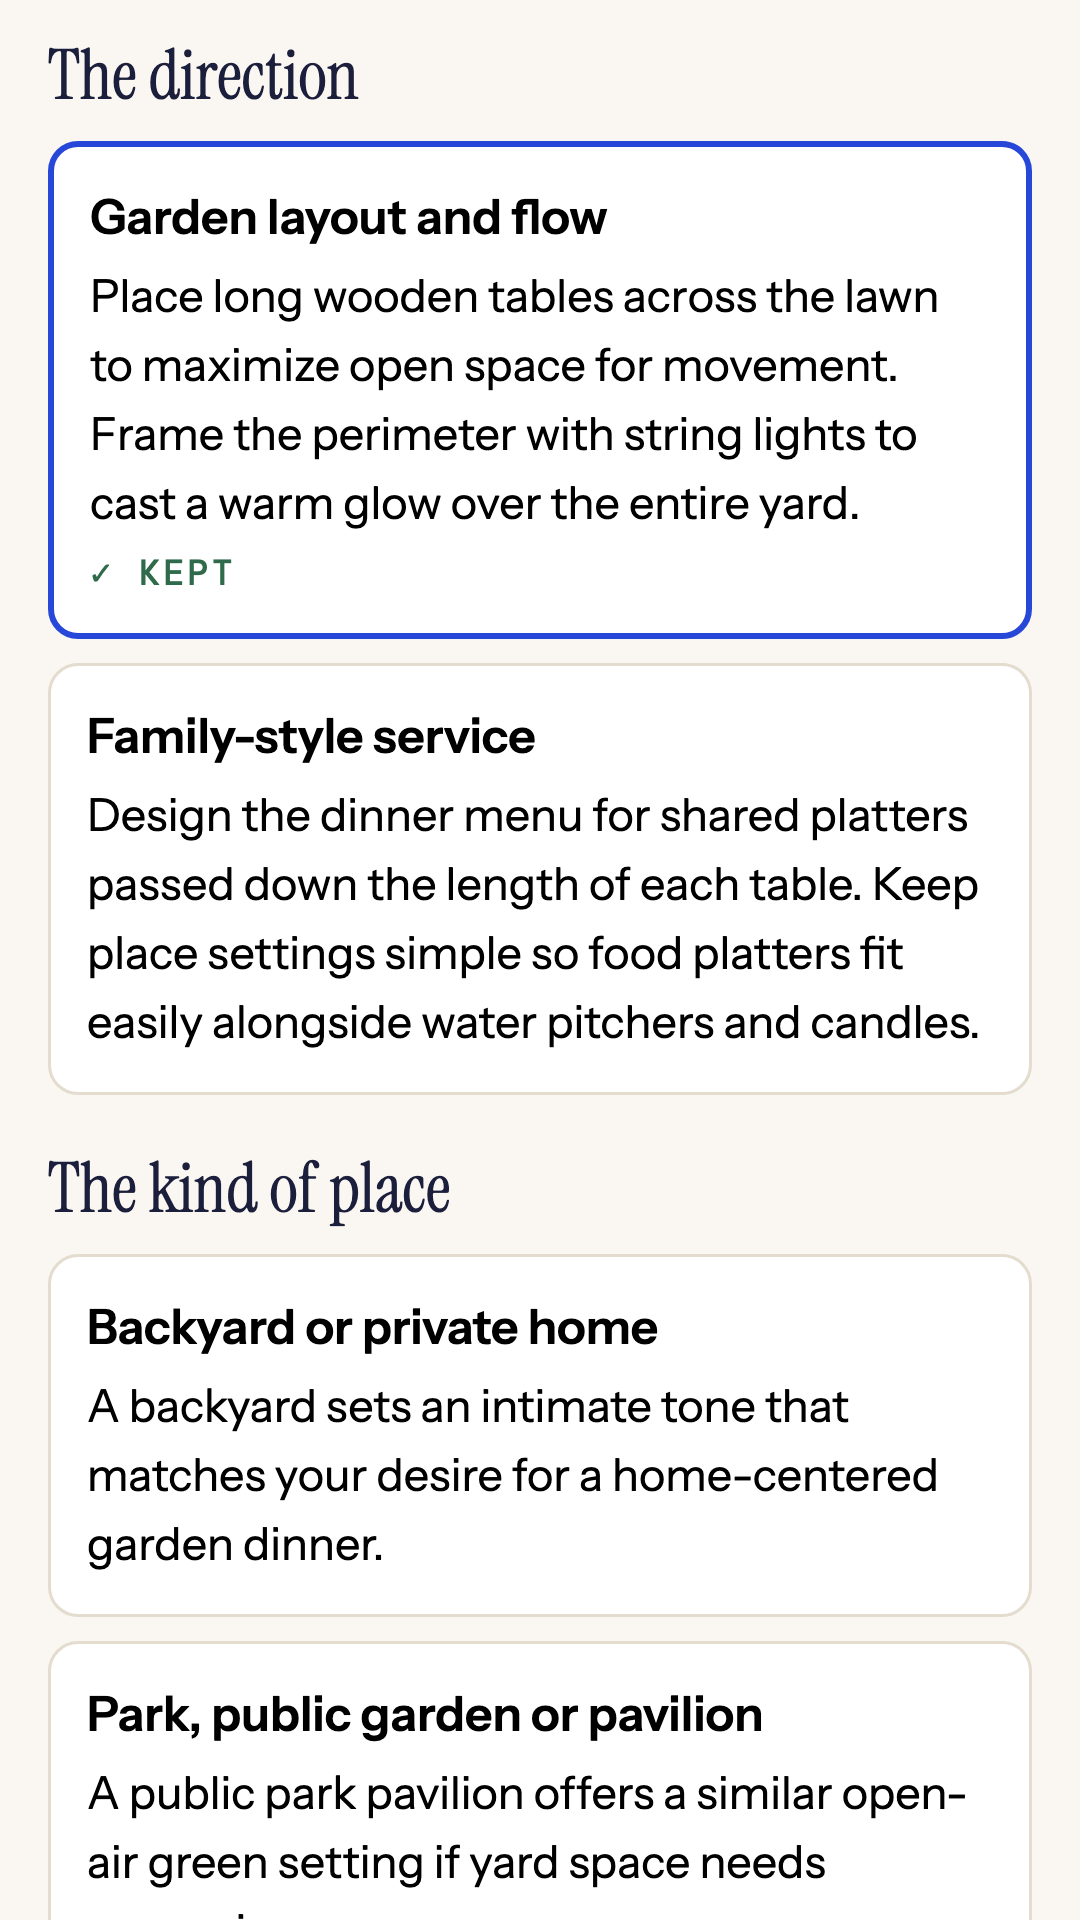 The direction
Garden layout and flow
Place long wooden tables across the lawn
to maximize open space for movement.
Frame the perimeter with string lights to
cast a warm glow over the entire yard.
✓ KEPT
Family-style service
Design the dinner menu for shared platters
passed down the length of each table. Keep
place settings simple so food platters fit
easily alongside water pitchers and candles.
The kind of place
Backyard or private home
A backyard sets an intimate tone that
matches your desire for a home-centered
garden dinner.
Park, public garden or pavilion
A public park pavilion offers a similar open-
air green setting if yard space needs